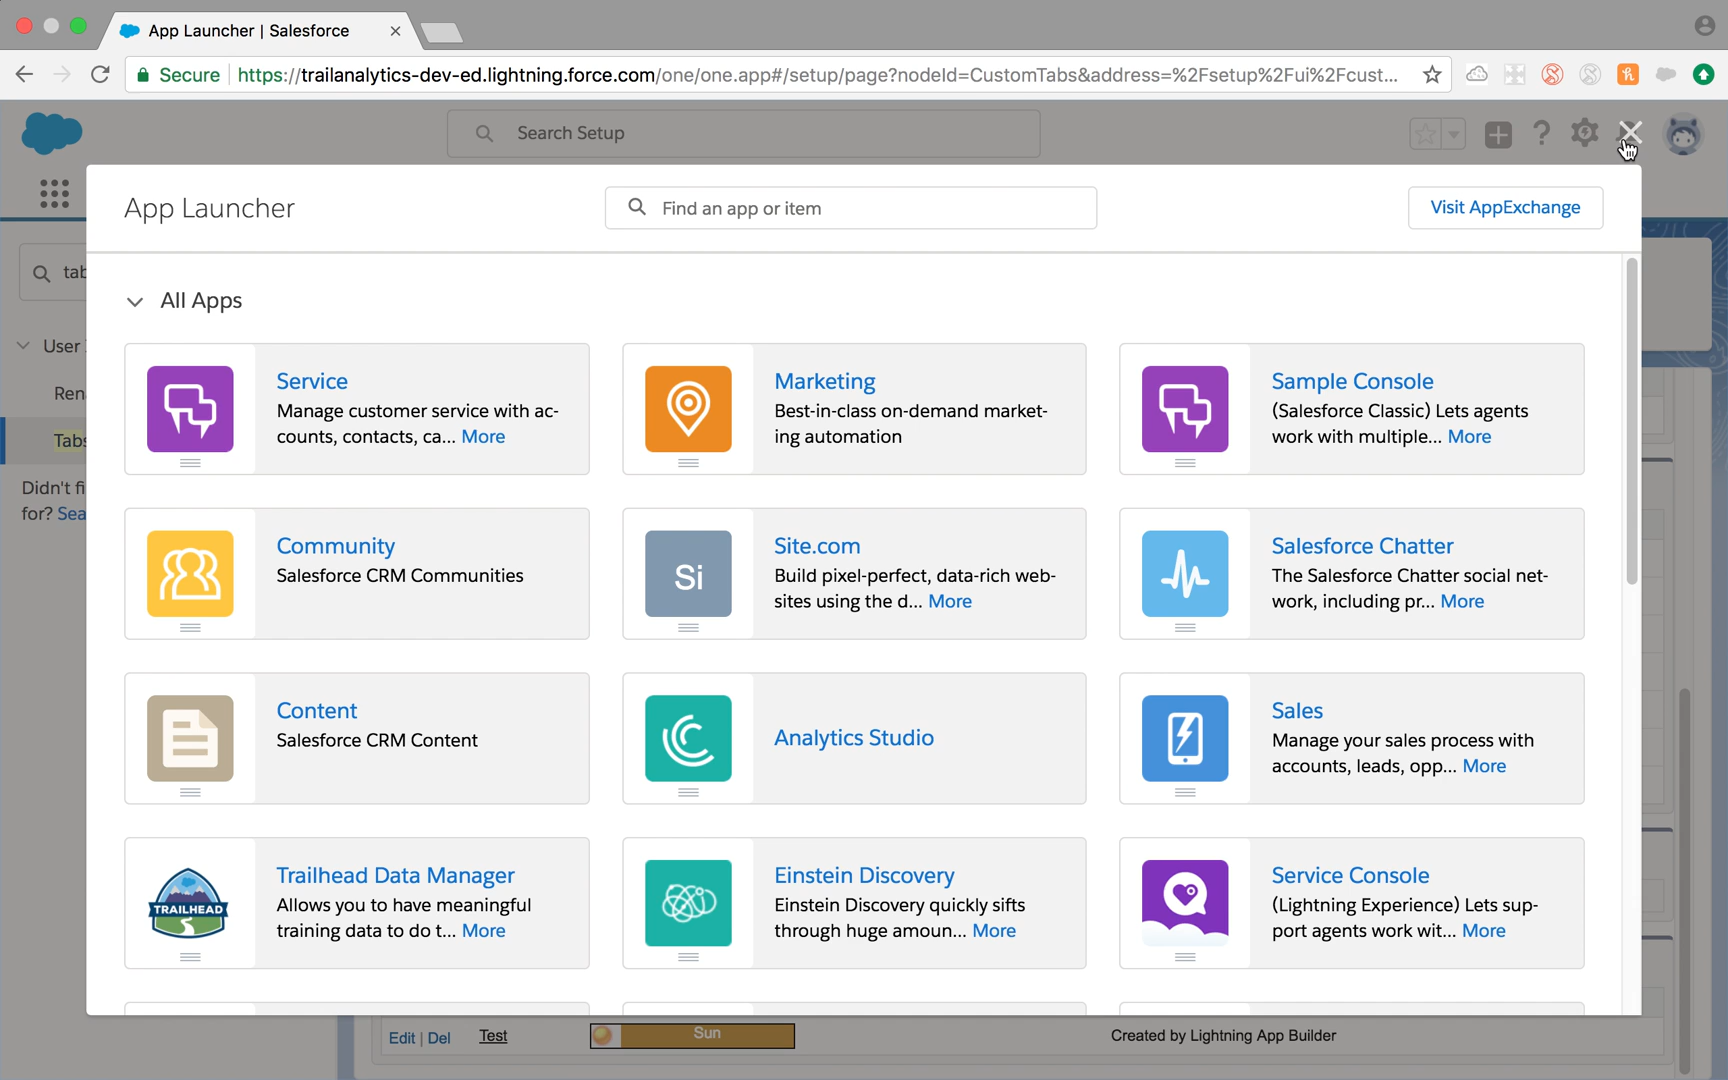 App Launcher | Salesforce
Secure
https://trailanalytics-dev-ed.lightning.force.com/one/one.app#/setup/page?nodeId=CustomTabs&address=%2Fsetup%2Fui%2Fcust...
Search Setup
App Launcher
Find an app or item
Visit AppExchange
tab
All Apps
User
Ren
Tabs
Didn't fi
for? Sea
Service
Manage customer service with ac-
counts, contacts, ca... More
Marketing
Best-in-class on-demand market-
ing automation
Sample Console
(Salesforce Classic) Lets agents
work with multiple... More
Community
Salesforce CRM Communities
Si
Site.com
Build pixel-perfect, data-rich web-
sites using the d... More
Salesforce Chatter
The Salesforce Chatter social net-
work, including pr... More
Content
Salesforce CRM Content
Analytics Studio
Sales
Manage your sales process with
accounts, leads, opp... More
TRAILHEAD
Trailhead Data Manager
Allows you to have meaningful
training data to do t... More
Einstein Discovery
Einstein Discovery quickly sifts
through huge amoun... More
Service Console
(Lightning Experience) Lets sup-
port agents work wit... More
Edit | Del
Test
Sun
Created by Lightning App Builder